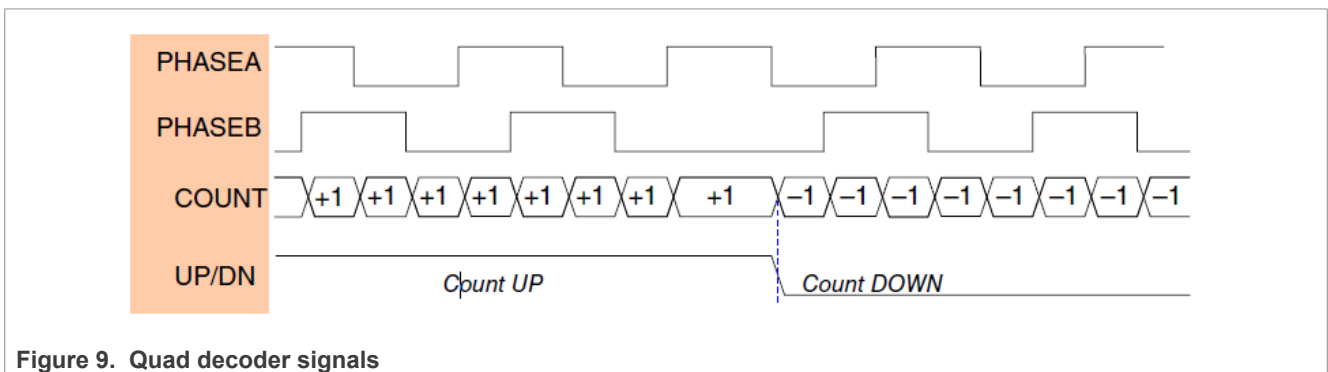 PHASEA
PHASEB
COUNT +1 +1 +1 +1 +1 +1 +1 +1 −1 −1 −1 −1 −1 −1 −1 −1
UP/DN Count UP Count DOWN
Figure 9. Quad decoder signals